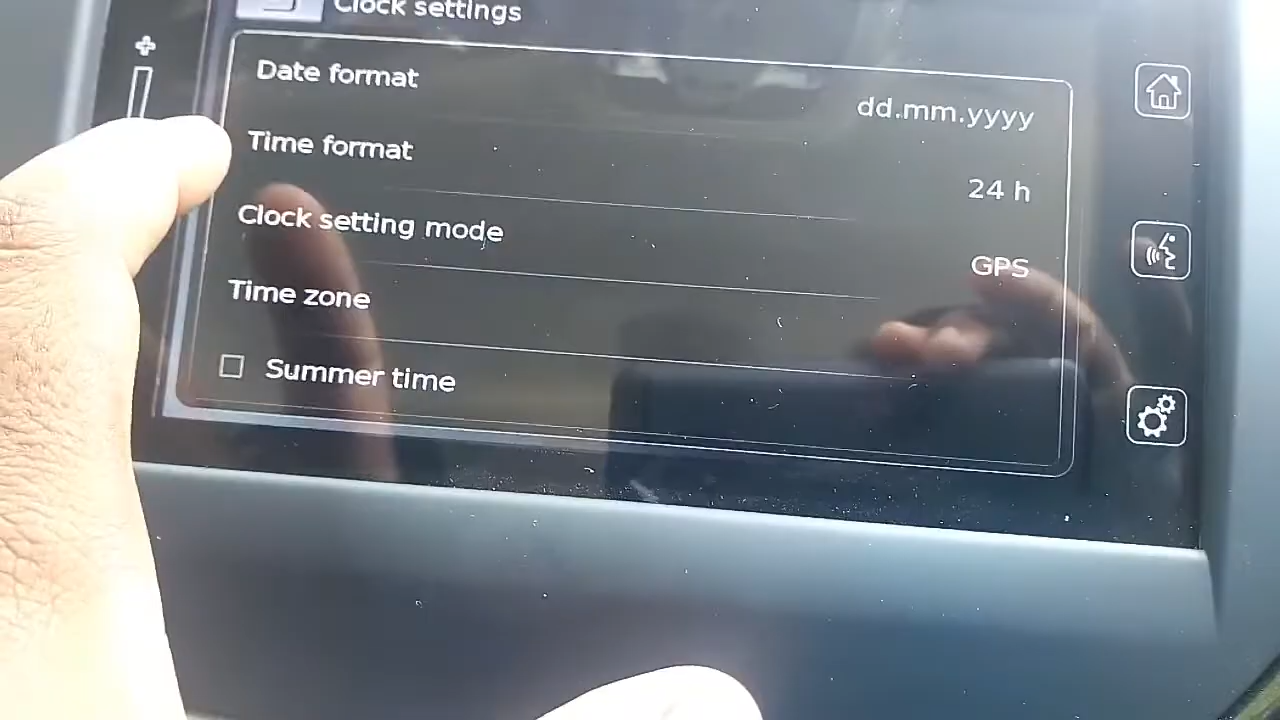 Clock settings
Date format
dd.mm.yyyy
Time format
24 h
Clock setting mode
GPS
Time zone
Summer time